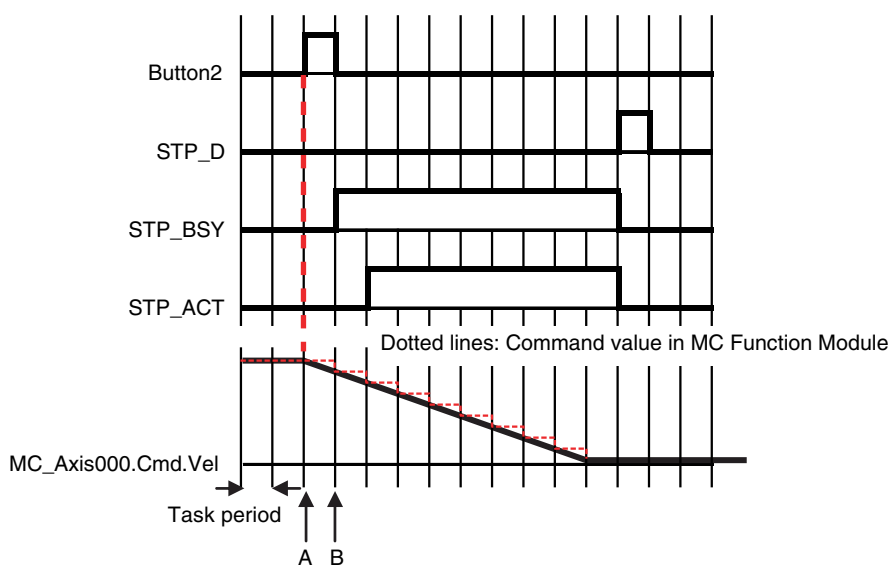 Button2
STP_D
STP_BSY
STP_ACT
Dotted lines: Command value in MC Function Module
MC_Axis000.Cmd.Vel
Task period
A B